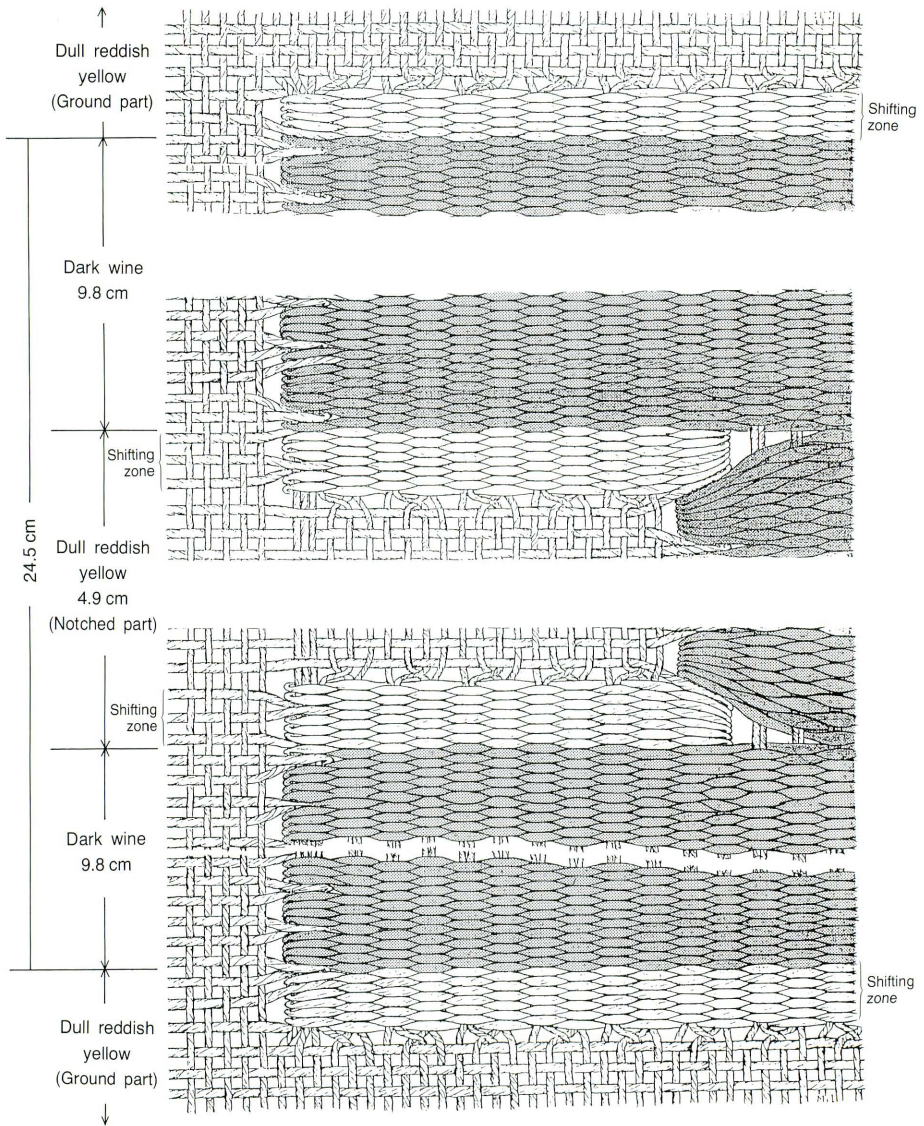 Dull reddish
yellow
(Ground part)
Shifting
zone
Dark wine
9.8 cm
Shifting
zone
24.5 cm
Dull reddish
yellow
4.9 cm
(Notched part)
Shifting
zone
Dark wine
9.8 cm
Shifting
zone
Dull reddish
yellow
(Ground part)